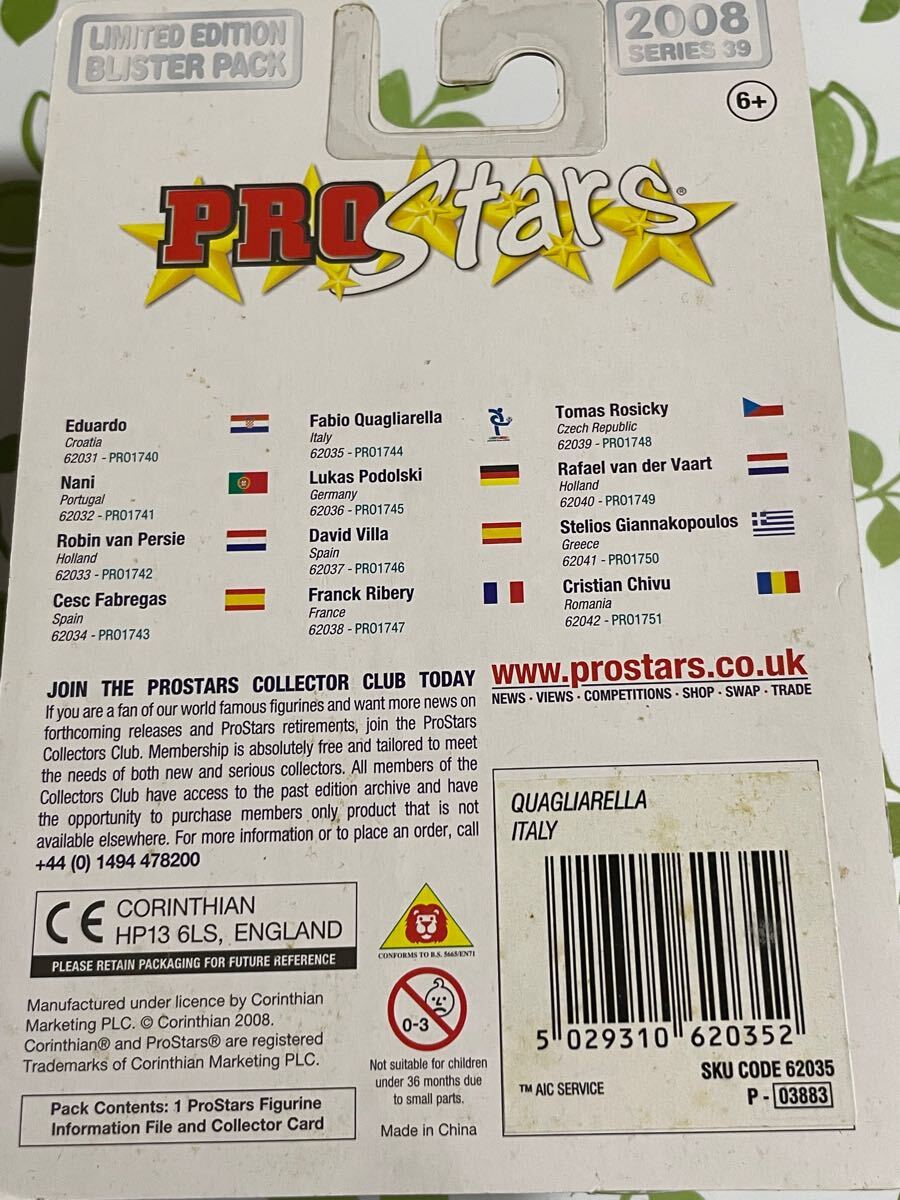 LIMITED EDITION
BLISTER PACK
2008
SERIES 39
6+
PROStars®
Eduardo
Croatia
62031 - PRO1740
Nani
Portugal
62032 - PRO1741
Robin van Persie
Holland
62033 - PRO1742
Cesc Fabregas
Spain
62034 - PRO1743
Fabio Quagliarella
Italy
62035 - PRO1744
Lukas Podolski
Germany
62036 - PRO1745
David Villa
Spain
62037 - PRO1746
Franck Ribery
France
62038 - PRO1747
Tomas Rosicky
Czech Republic
62039 - PRO1748
Rafael van der Vaart
Holland
62040 - PRO1749
Stelios Giannakopoulos
Greece
62041 - PRO1750
Cristian Chivu
Romania
62042 - PRO1751
JOIN THE PROSTARS COLLECTOR CLUB TODAY
If you are a fan of our world famous figurines and want more news on
forthcoming releases and ProStars retirements, join the ProStars
Collectors Club. Membership is absolutely free and tailored to meet
the needs of both new and serious collectors. All members of the
Collectors Club have access to the past edition archive and have
the opportunity to purchase members only product that is not
available elsewhere. For more information or to place an order, call
+44 (0) 1494 478200
www.prostars.co.uk
NEWS · VIEWS · COMPETITIONS · SHOP · SWAP · TRADE
CE CORINTHIAN
HP13 6LS, ENGLAND
PLEASE RETAIN PACKAGING FOR FUTURE REFERENCE
Manufactured under licence by Corinthian
Marketing PLC. © Corinthian 2008.
Corinthian® and ProStars® are registered
Trademarks of Corinthian Marketing PLC.
Pack Contents: 1 ProStars Figurine
Information File and Collector Card
CONFORMS TO B.S. 5665/EN71
0-3
Not suitable for children
under 36 months due
to small parts.
Made in China
QUAGLIARELLA
ITALY
5 029310 620352
SKU CODE 62035
™ AIC SERVICE
P - 03883